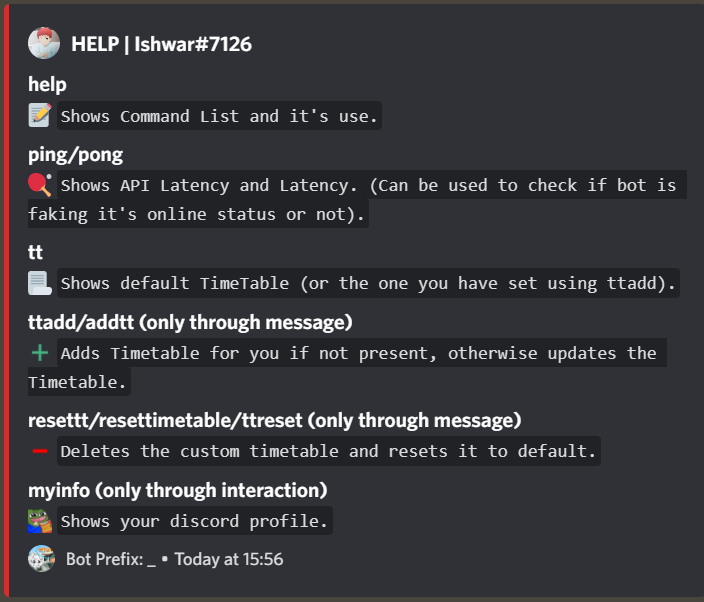 HELP | Ishwar#7126
help
Shows Command List and it's use.
ping/pong
Shows API Latency and Latency. (Can be used to check if bot is
faking it's online status or not).
tt
Shows default TimeTable (or the one you have set using ttadd).
ttadd/addtt (only through message)
Adds Timetable for you if not present, otherwise updates the
Timetable.
resettt/resettimetable/ttreset (only through message)
Deletes the custom timetable and resets it to default.
myinfo (only through interaction)
Shows your discord profile.
Bot Prefix: _ • Today at 15:56